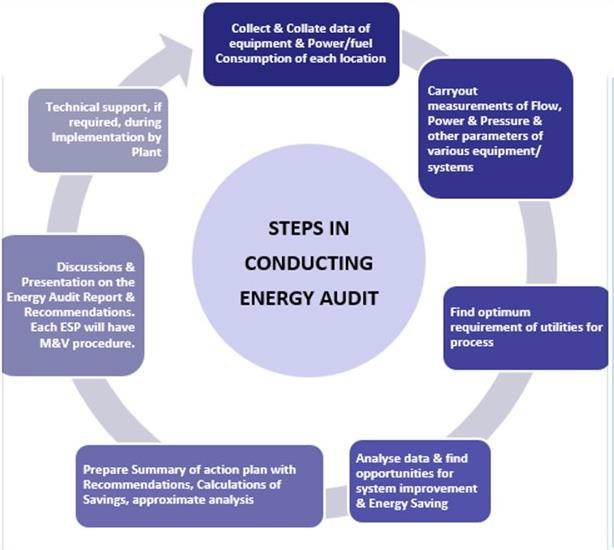 Collect & Collate data of
equipment & Power/fuel
Consumption of each location
Carryout
measurements of Flow,
Power & Pressure &
other parameters of
various equipment/
systems
Find optimum
requirement of utilities for
process
Analyse data & find
opportunities for
system improvement
& Energy Saving
Prepare Summary of action plan with
Recommendations, Calculations of
Savings, approximate analysis
Discussions &
Presentation on the
Energy Audit Report &
Recommendations.
Each ESP will have
M&V procedure.
Technical support, if
required, during
Implementation by
Plant
STEPS IN
CONDUCTING
ENERGY AUDIT